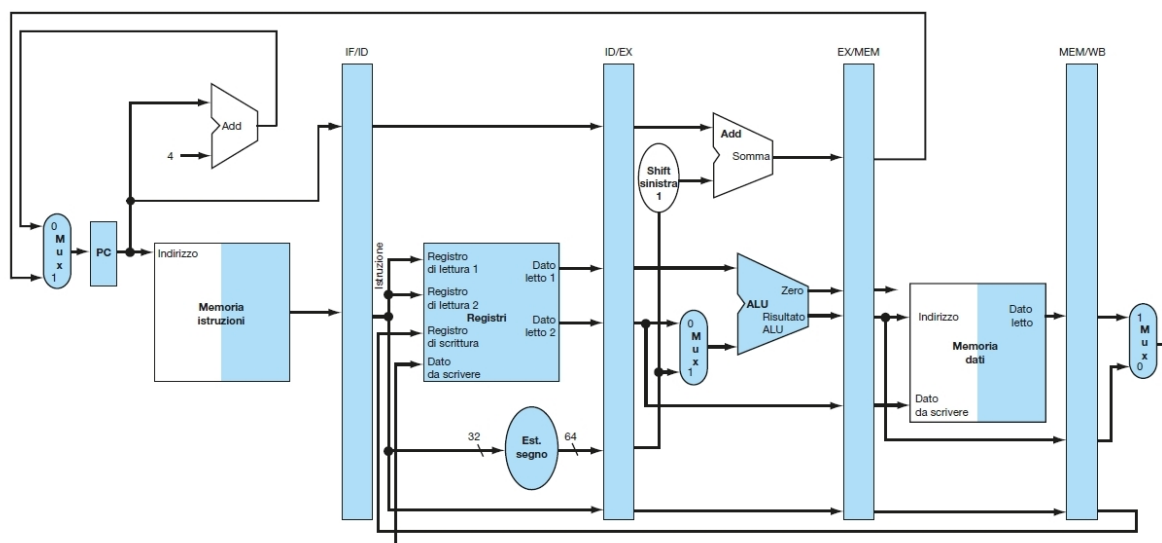 IF/ID
ID/EX
EX/MEM
MEM/WB
Add
4
Add
Somma
Shift
sinistra
1
0
M
u
x
1
PC
Indirizzo
Memoria
istruzioni
Istruzione
Registro
di lettura 1
Registro
di lettura 2
Registri
Registro
di scrittura
Dato
da scrivere
Dato
letto 1
Dato
letto 2
0
M
u
x
1
ALU
Zero
Risultato
ALU
Indirizzo
Dato
letto
Memoria
dati
Dato
da scrivere
1
M
u
x
0
32
Est.
segno
64